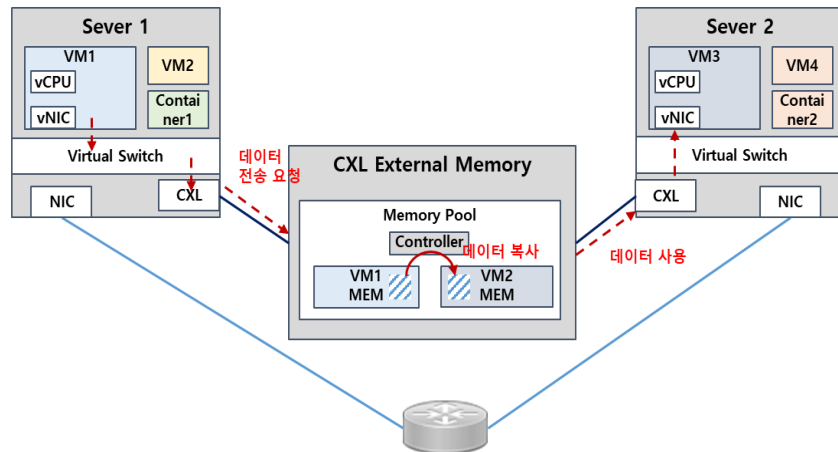 Sever 1
VM1
vCPU
vNIC
VM2
Contai
ner1
Virtual Switch
NIC
CXL
데이터
전송 요청
CXL External Memory
Memory Pool
Controller
데이터 복사
VM1
MEM
VM2
MEM
Sever 2
VM3
vCPU
vNIC
VM4
Contai
ner2
Virtual Switch
CXL
NIC
데이터 사용